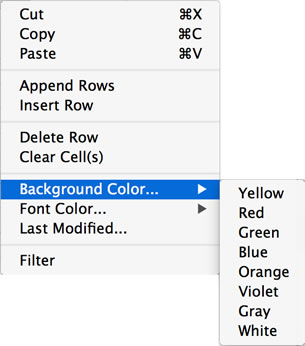 Cut ⌘X
Copy ⌘C
Paste ⌘V
Append Rows
Insert Row
Delete Row
Clear Cell(s)
Background Color...
Font Color...
Last Modified...
Filter
Yellow
Red
Green
Blue
Orange
Violet
Gray
White